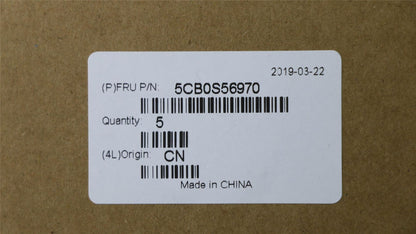 2019-03-22
(P)FRU P/N: 5CB0S56970
Quantity: 5
(4L)Origin: CN
Made in CHINA